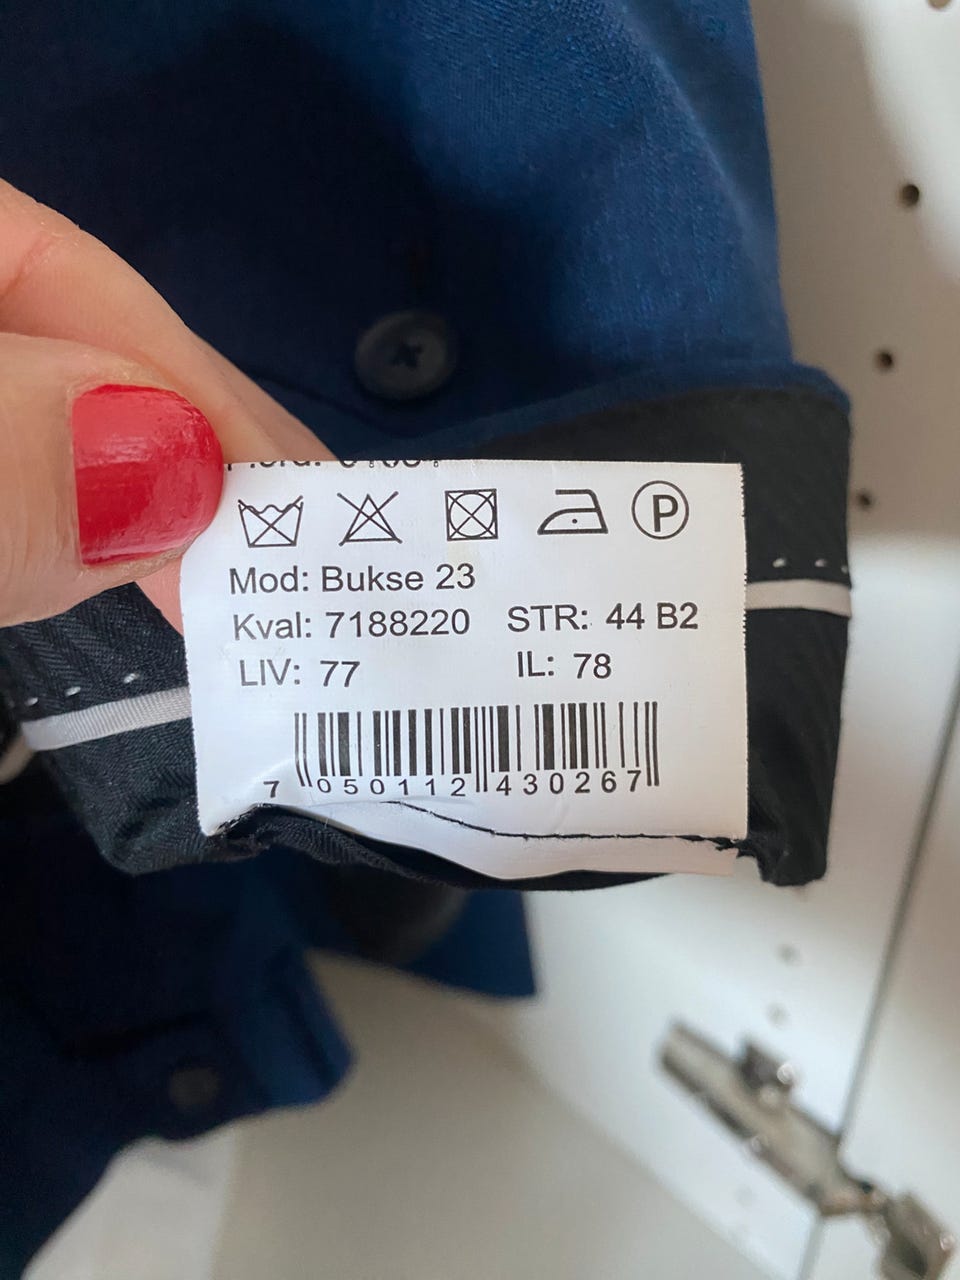 P
Mod: Bukse 23
Kval: 7188220 STR: 44 B2
LIV: 77 IL: 78
7 050112 430267